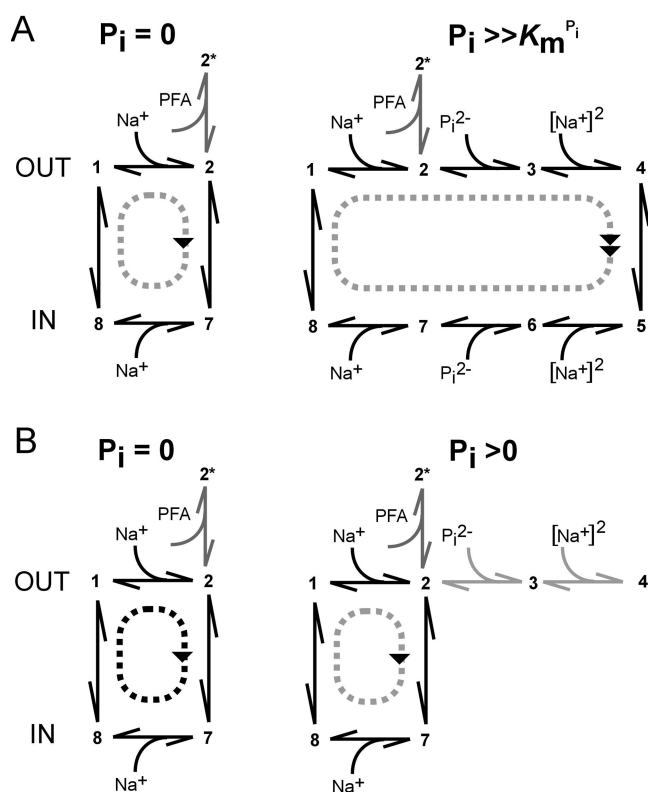 A
Pi = 0
Pi >>KmPi
2* 2*
PFA PFA
Na+ Na+ Pi2- [Na+]2
OUT 1 2 1 2 3 4
IN 8 7 8 7 6 5
Na+ Na+ Pi2- [Na+]2
B
Pi = 0
Pi >0
2* 2*
PFA PFA
Na+ Na+ Pi2- [Na+]2
OUT 1 2 1 2 3 4
IN 8 7 8 7
Na+ Na+